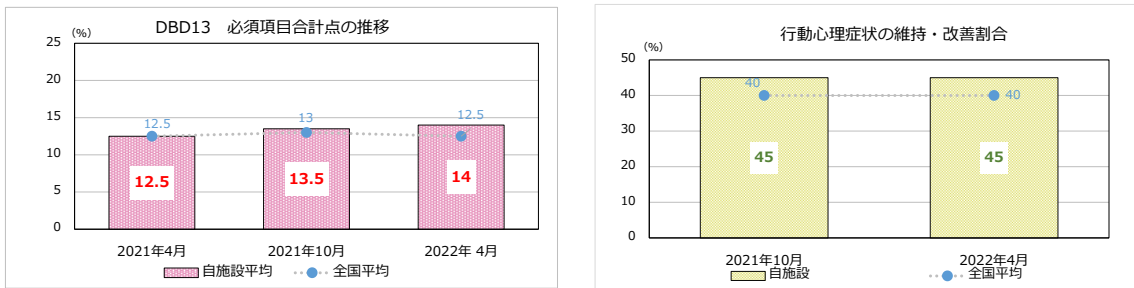 DBD13 必須項目合計点の推移
(%)
25
20
15
10
5
0
12.5
13
12.5
12.5
13.5
14
2021年4月
2021年10月
2022年 4月
自施設平均
全国平均
行動心理症状の維持・改善割合
(%)
50
40
30
20
10
0
40
40
45
45
2021年10月
2022年4月
自施設
全国平均